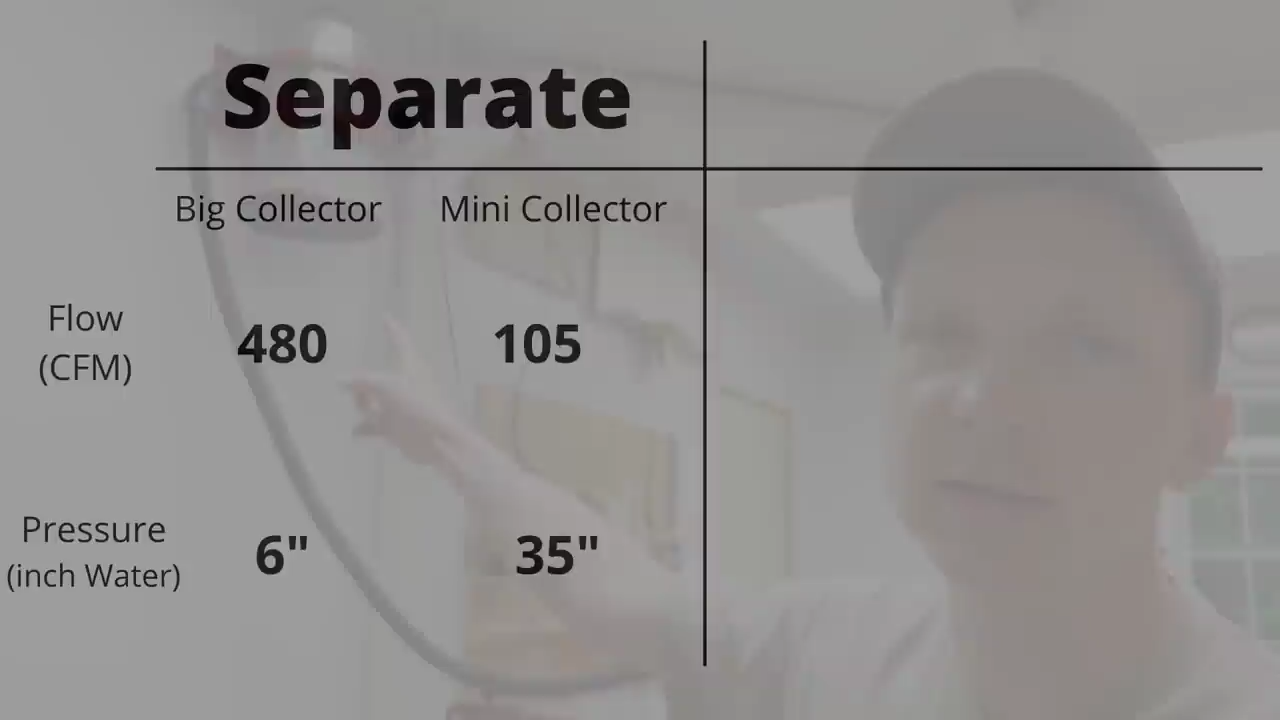 Separate
Big Collector Mini Collector
Flow
(CFM)
480 105
Pressure
(inch Water)
6" 35"